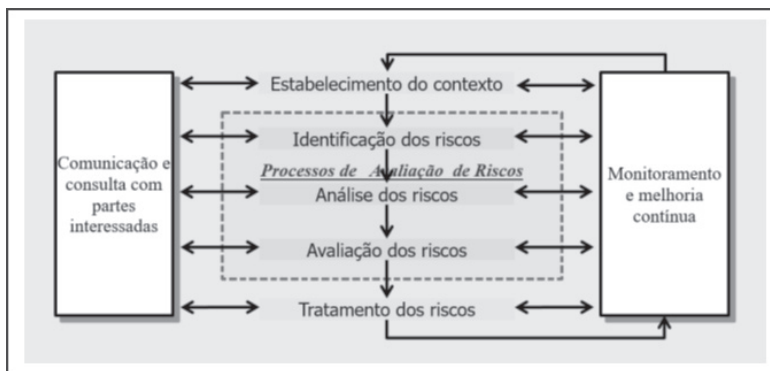 Estabelecimento do contexto
Identificação dos riscos
Processos de Avaliação de Riscos
Análise dos riscos
Avaliação dos riscos
Tratamento dos riscos
Comunicação e
consulta com
partes
interessadas
Monitoramento
e melhoria
contínua